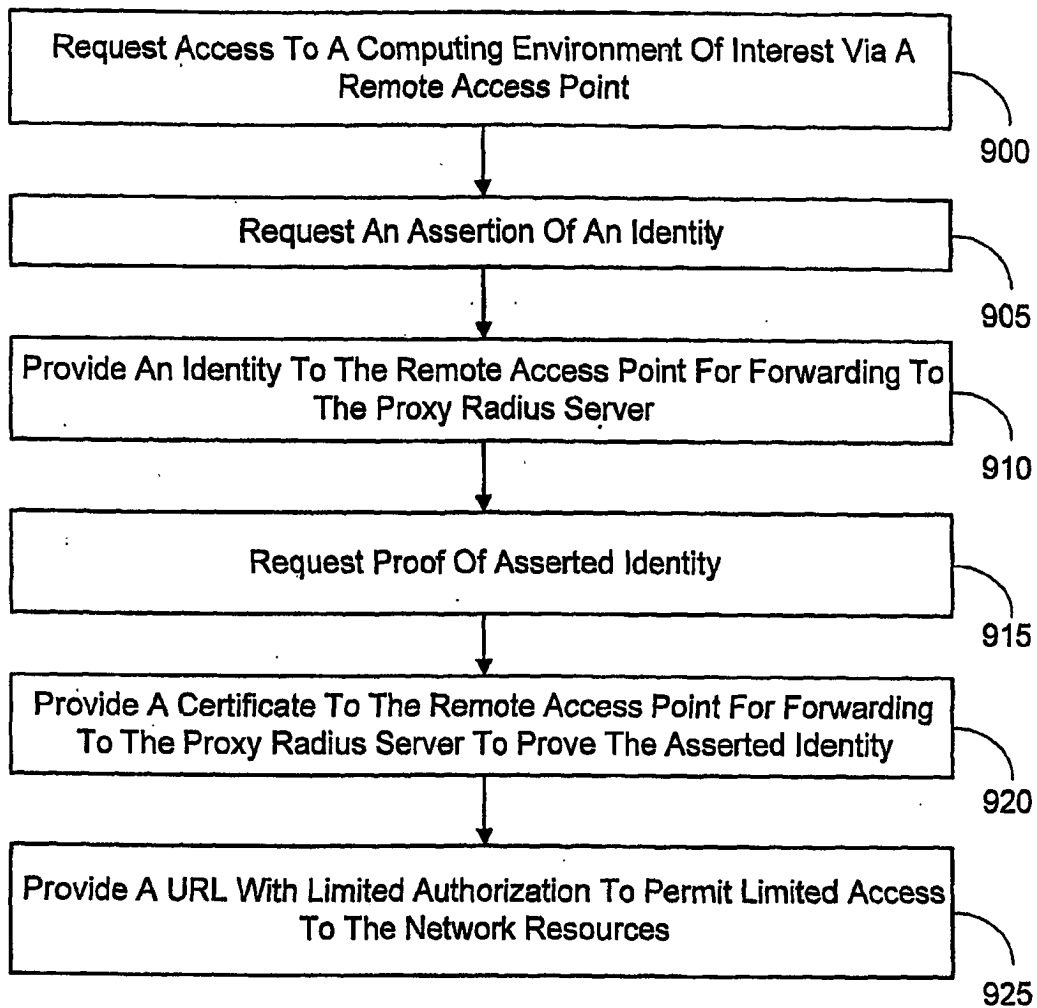 Request Access To A Computing Environment Of Interest Via A
Remote Access Point
900
Request An Assertion Of An Identity
905
Provide An Identity To The Remote Access Point For Forwarding To
The Proxy Radius Server
910
Request Proof Of Asserted Identity
915
Provide A Certificate To The Remote Access Point For Forwarding
To The Proxy Radius Server To Prove The Asserted Identity
920
Provide A URL With Limited Authorization To Permit Limited Access
To The Network Resources
925